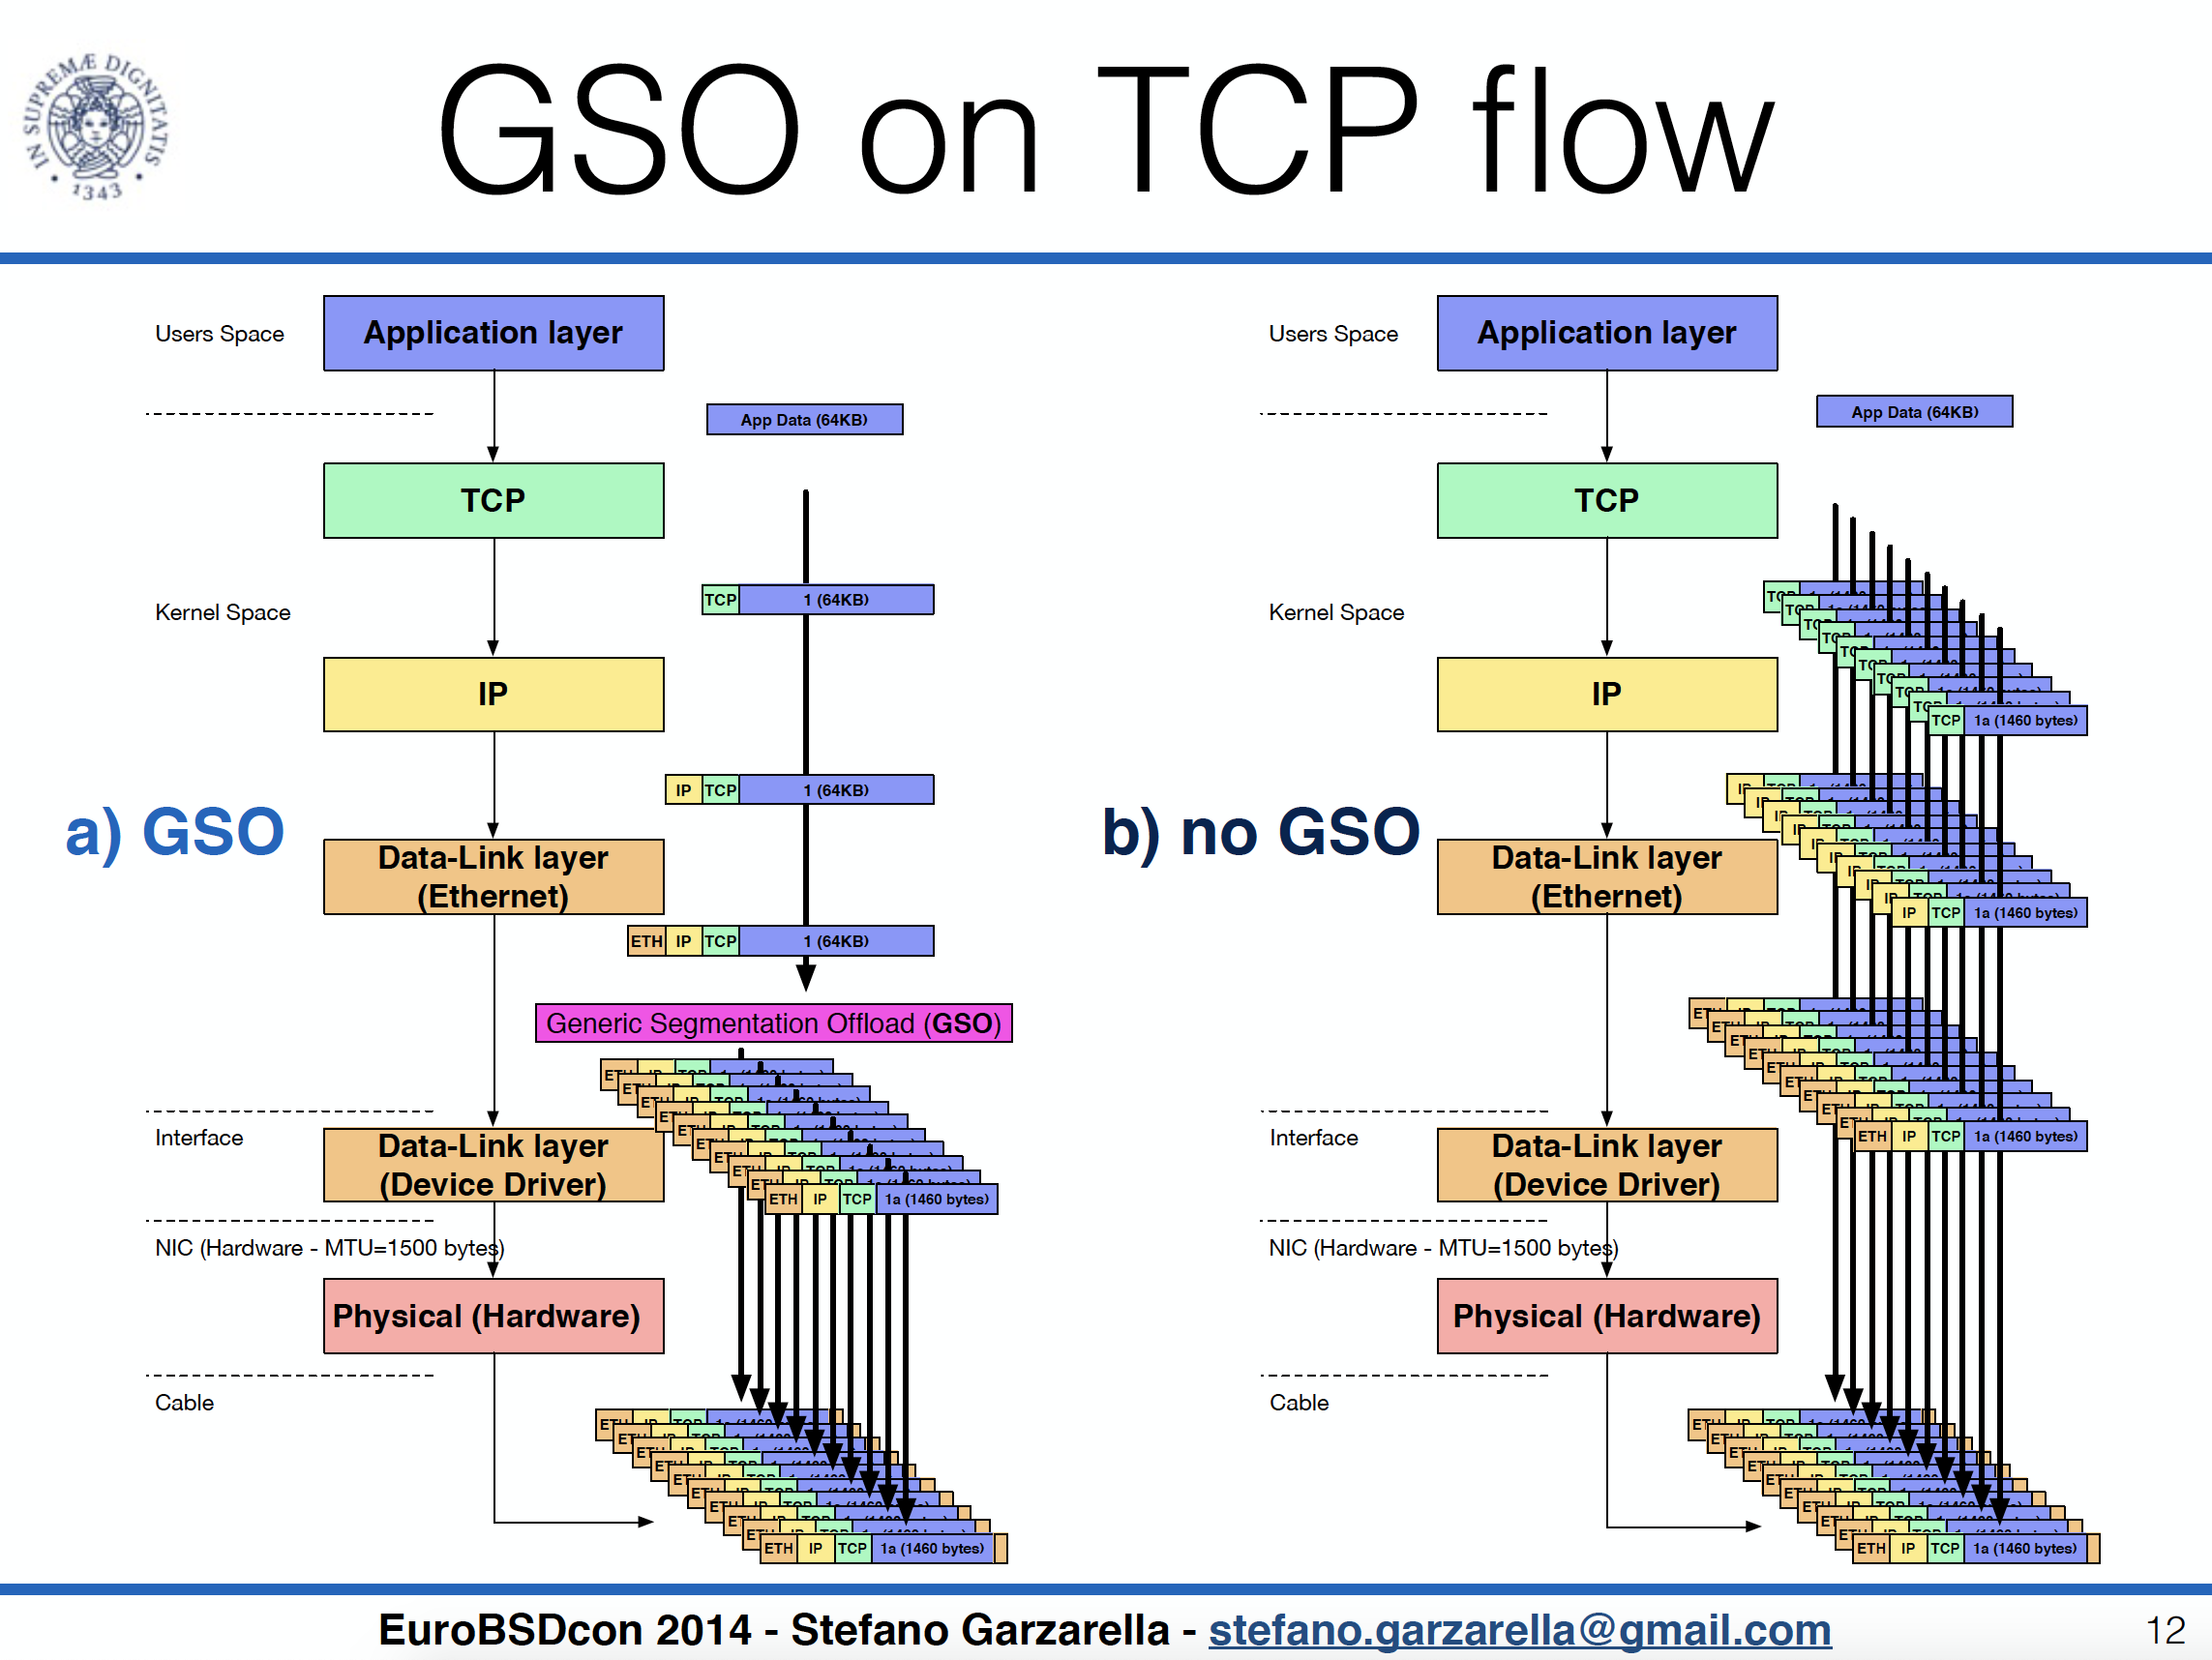 IN SUPREMÆ DIGNITATIS
· 1343 ·
GSO on TCP flow
Users Space
Application layer
App Data (64KB)
TCP
Kernel Space
TCP 1 (64KB)
IP
IP TCP 1 (64KB)
a) GSO
Data-Link layer
(Ethernet)
ETH IP TCP 1 (64KB)
Generic Segmentation Offload (GSO)
Interface
Data-Link layer
(Device Driver)
ETH IP TCP 1a (1460 bytes)
NIC (Hardware - MTU=1500 bytes)
Physical (Hardware)
Cable
ETH IP TCP 1a (1460 bytes)
Users Space
Application layer
App Data (64KB)
TCP
Kernel Space
IP
TCP 1a (1460 bytes)
b) no GSO
Data-Link layer
(Ethernet)
IP TCP 1a (1460 bytes)
Interface
Data-Link layer
(Device Driver)
ETH IP TCP 1a (1460 bytes)
NIC (Hardware - MTU=1500 bytes)
Physical (Hardware)
Cable
ETH IP TCP 1a (1460 bytes)
EuroBSDcon 2014 - Stefano Garzarella - stefano.garzarella@gmail.com
12